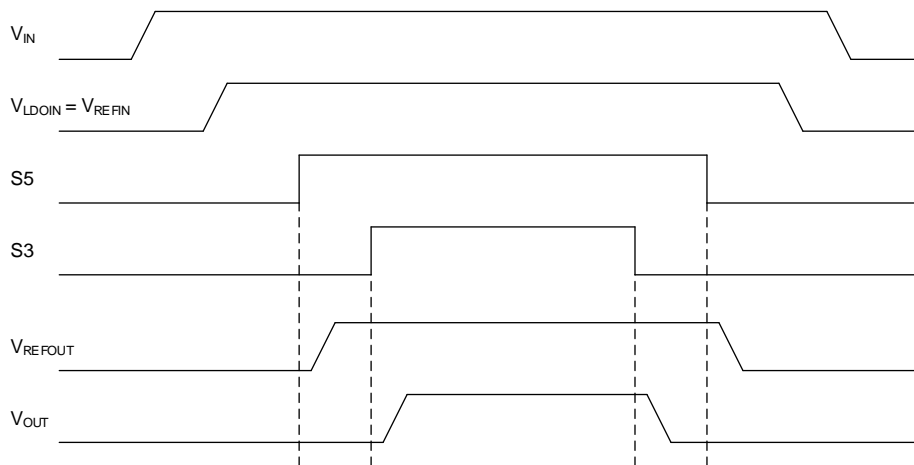 VIN
VLDOIN = VREFIN
S5
S3
VREFOUT
VOUT